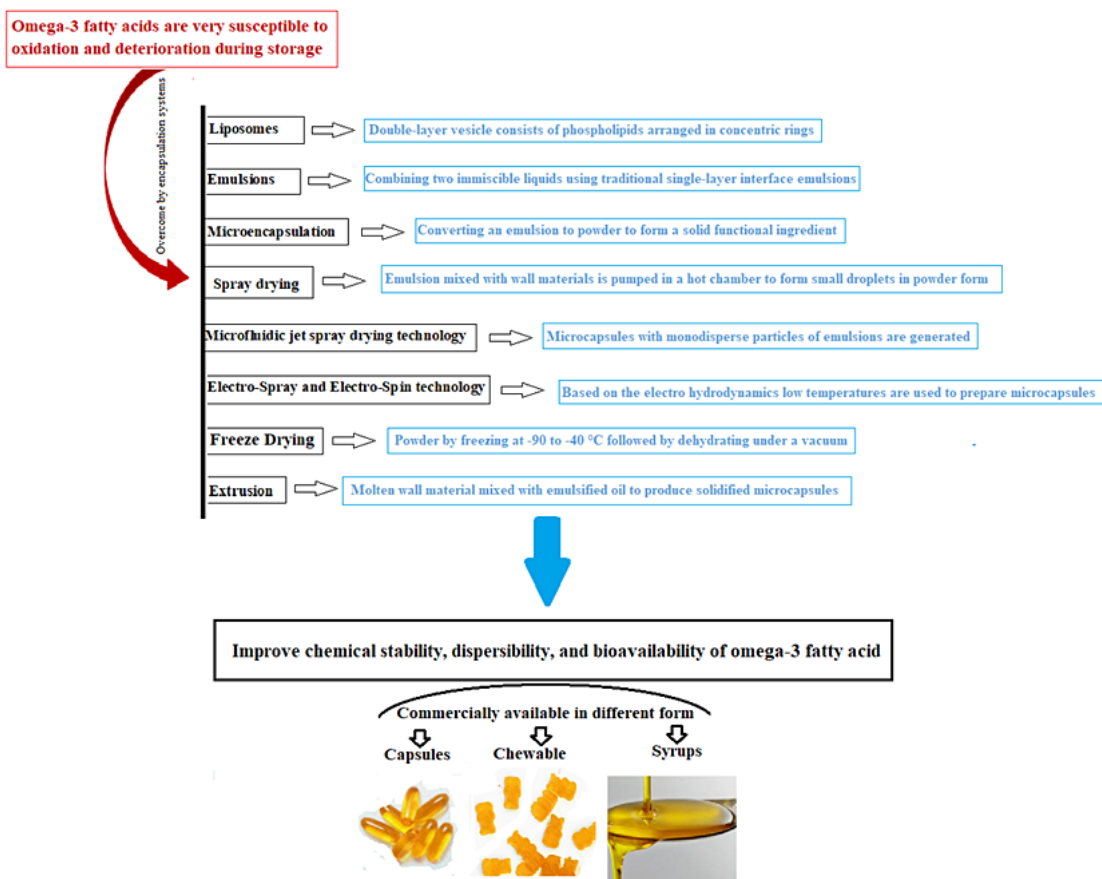 Omega-3 fatty acids are very susceptible to
oxidation and deterioration during storage
Overcome by encapsulation systems
Liposomes
Double-layer vesicle consists of phospholipids arranged in concentric rings
Emulsions
Combining two immiscible liquids using traditional single-layer interface emulsions
Microencapsulation
Converting an emulsion to powder to form a solid functional ingredient
Spray drying
Emulsion mixed with wall materials is pumped in a hot chamber to form small droplets in powder form
Microfluidic jet spray drying technology
Microcapsules with monodisperse particles of emulsions are generated
Electro-Spray and Electro-Spin technology
Based on the electro hydrodynamics low temperatures are used to prepare microcapsules
Freeze Drying
Powder by freezing at -90 to -40 °C followed by dehydrating under a vacuum
Extrusion
Molten wall material mixed with emulsified oil to produce solidified microcapsules
Improve chemical stability, dispersibility, and bioavailability of omega-3 fatty acid
Commercially available in different form
Capsules
Chewable
Syrups